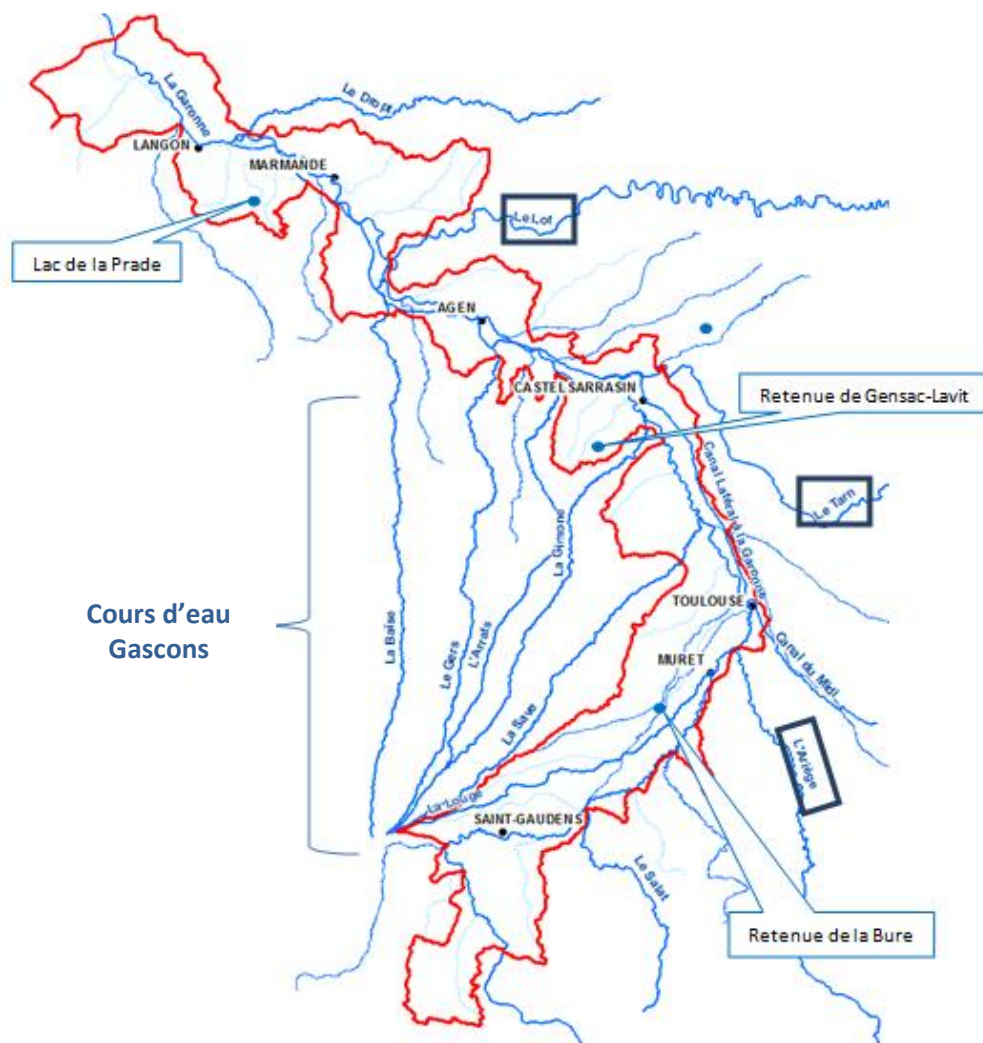 La Garonne
Le Dropt
LANGON
MARMANDE
Le Lot
Lac de la Prade
AGEN
CASTELSARRASIN
Retenue de Gensac-Lavit
Canal Latéral à la Garonne
Le Tarn
La Gimone
Cours d'eau
Gascons
La Baïse
Le Gers
L'Arrats
TOULOUSE
MURET
Canal du Midi
La Save
L'Ariège
La Louge
SAINT-GAUDENS
Le Salat
Retenue de la Bure